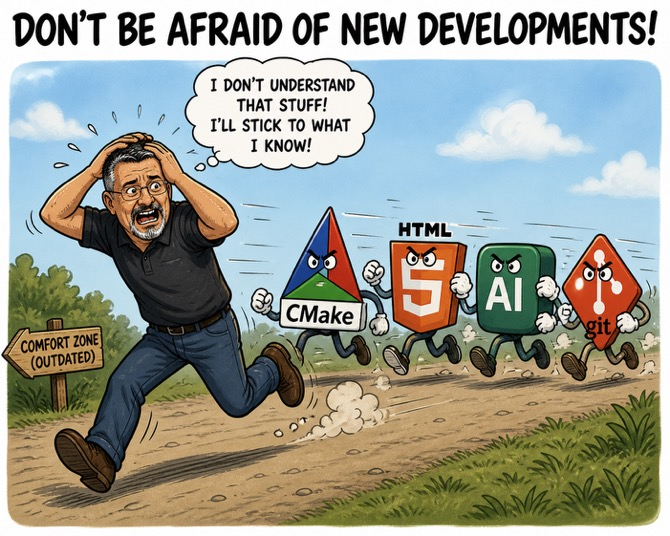 DON'T BE AFRAID OF NEW DEVELOPMENTS!
I DON'T UNDERSTAND
THAT STUFF!
I'LL STICK TO WHAT
I KNOW!
COMFORT ZONE
(OUTDATED)
CMake
HTML
5
AI
git